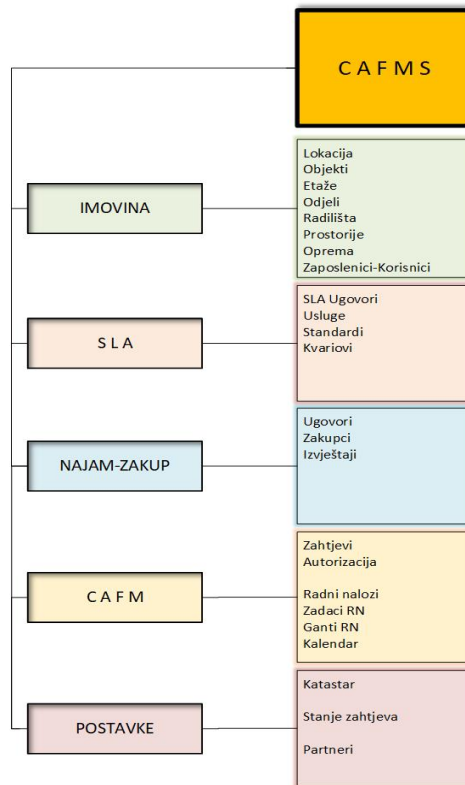 C A F M S
IMOVINA
Lokacija
Objekti
Etaže
Odjeli
Radilišta
Prostorije
Oprema
Zaposlenici-Korisnici
S L A
SLA Ugovori
Usluge
Standardi
Kvariovi
NAJAM-ZAKUP
Ugovori
Zakupci
Izvještaji
C A F M
Zahtjevi
Autorizacija
Radni nalozi
Zadaci RN
Ganti RN
Kalendar
POSTAVKE
Katastar
Stanje zahtjeva
Partneri